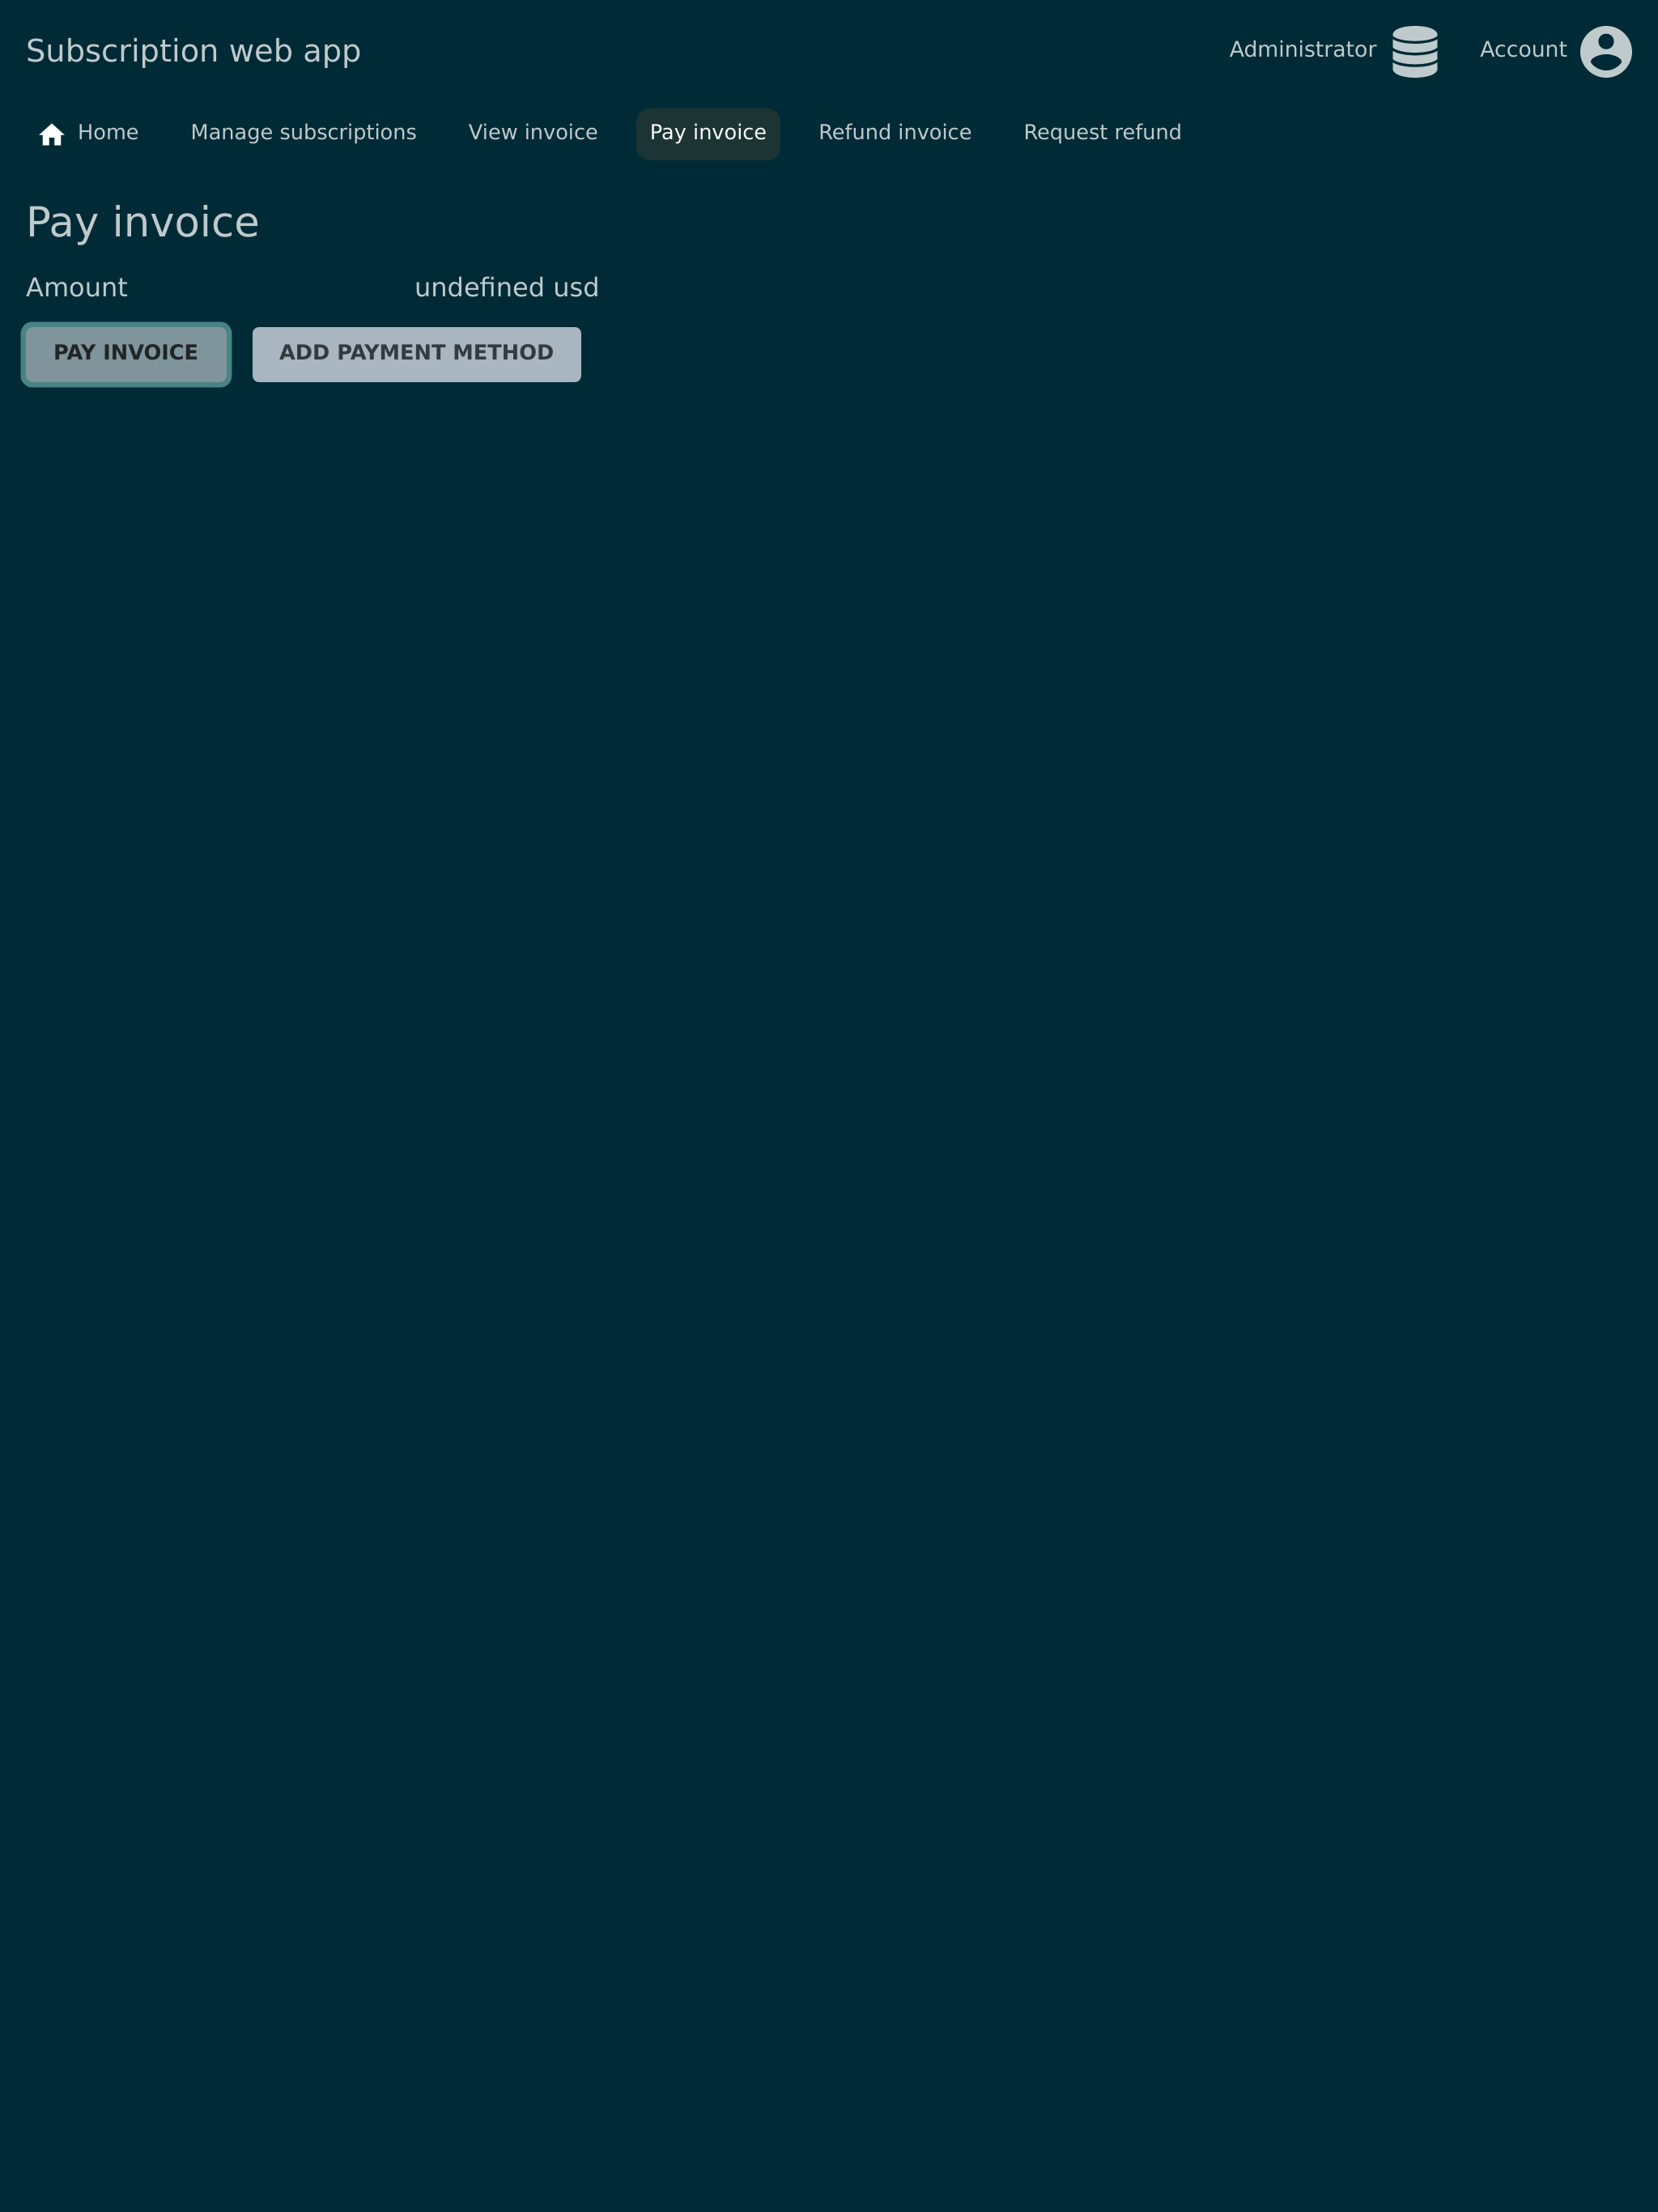 Subscription web app
Administrator
Account
Home
Manage subscriptions
View invoice
Pay invoice
Refund invoice
Request refund
Pay invoice
Amount undefined usd
PAY INVOICE
ADD PAYMENT METHOD